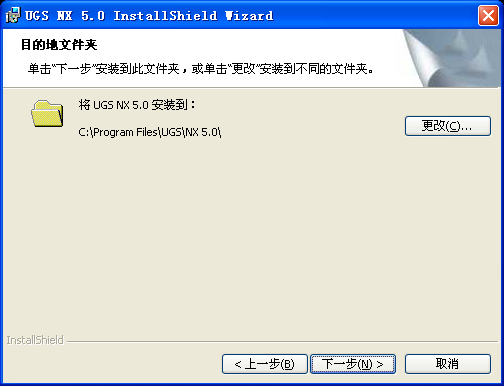 UGS NX 5.0 InstallShield Wizard
目的地文件夹
单击“下一步”安装到此文件夹，或单击“更改”安装到不同的文件夹。
将 UGS NX 5.0 安装到：
C:\Program Files\UGS\NX 5.0\
更改(C)...
InstallShield
< 上一步(B)
下一步(N) >
取消